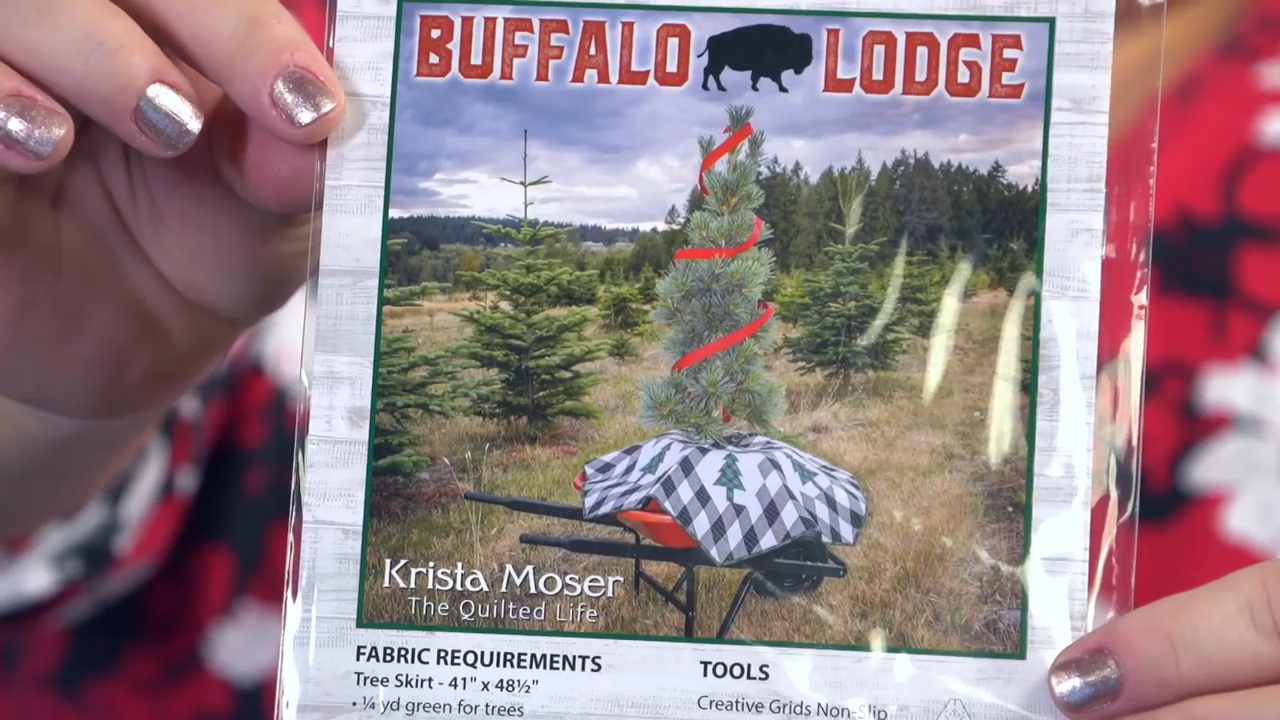 BUFFALO LODGE
Krista Moser
The Quilted Life
FABRIC REQUIREMENTS
Tree Skirt - 41" x 48½"
• ¼ yd green for trees
TOOLS
Creative Grids Non-Slip